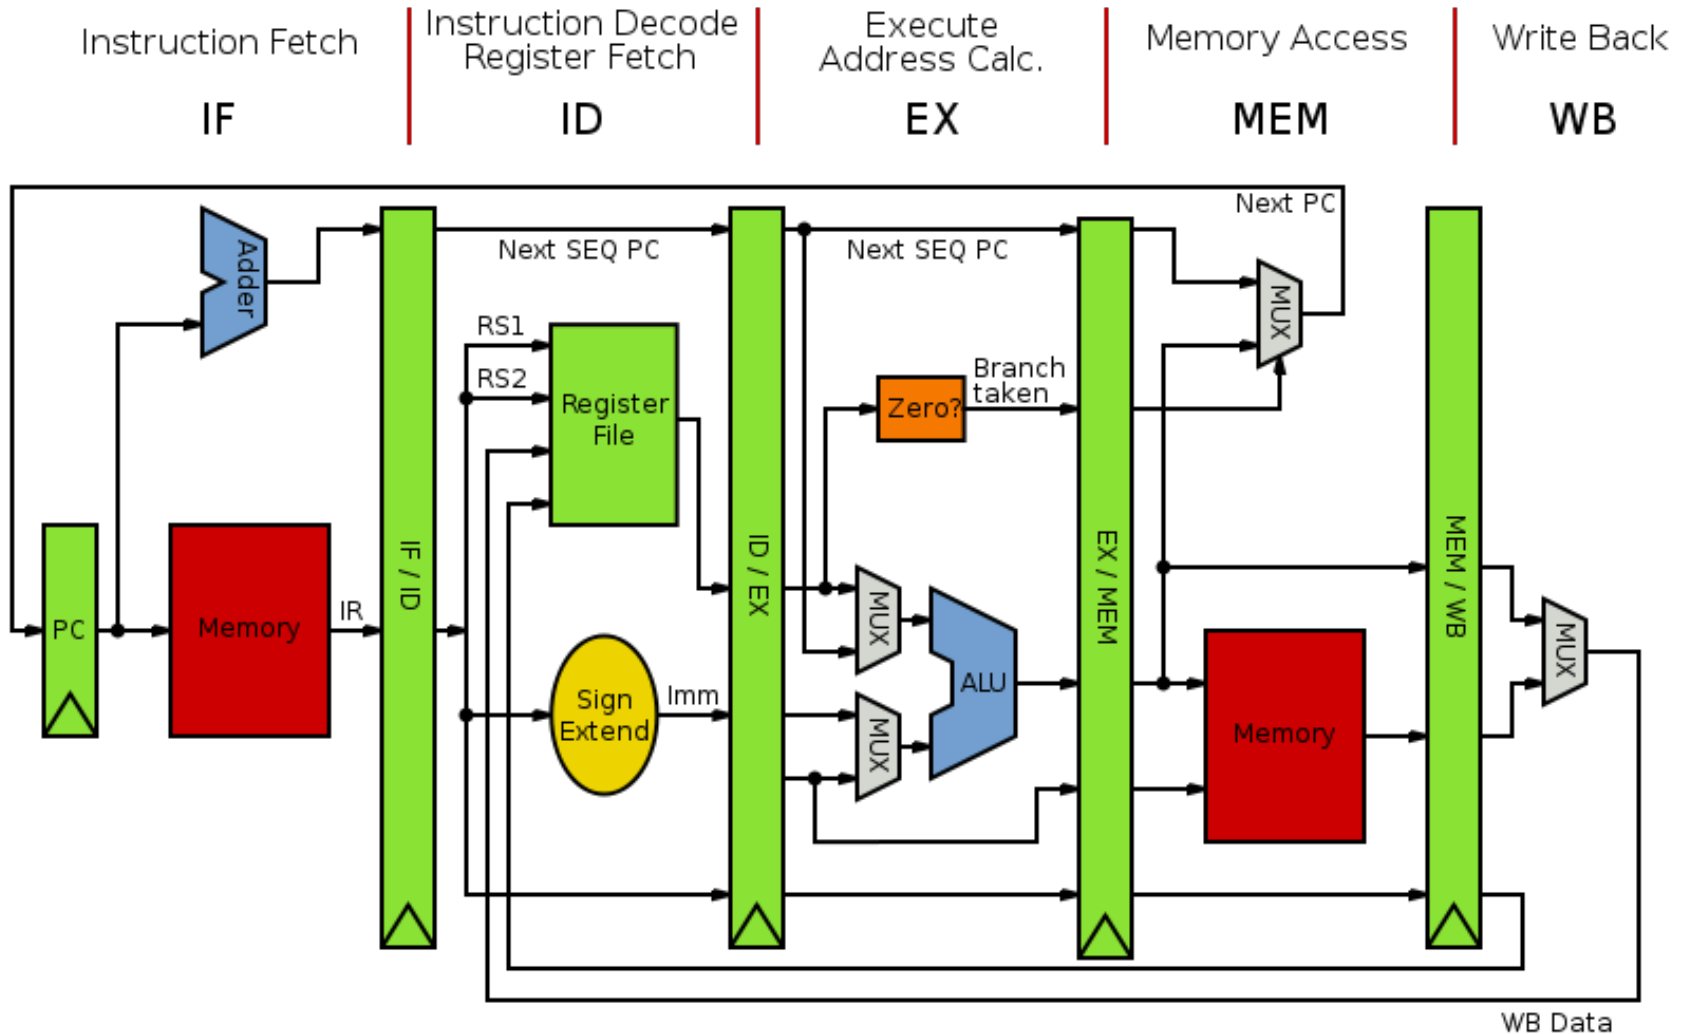 Instruction Fetch
Instruction Decode
Register Fetch
Execute
Address Calc.
Memory Access
Write Back
IF
ID
EX
MEM
WB
Next PC
Adder
Next SEQ PC
Next SEQ PC
MUX
RS1
RS2
Register
File
Zero?
Branch
taken
PC
Memory
IR
IF / ID
ID / EX
EX / MEM
MEM / WB
MUX
ALU
MUX
Sign
Extend
Imm
Memory
MUX
WB Data